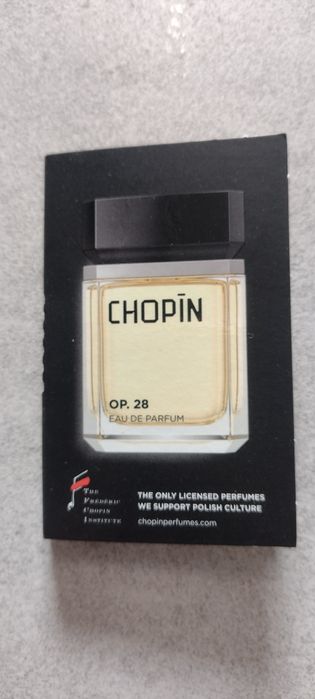 CHOPIN
OP. 28
EAU DE PARFUM
THE
FRYDERYK
CHOPIN
INSTITUTE
THE ONLY LICENSED PERFUMES
WE SUPPORT POLISH CULTURE
chopinperfumes.com